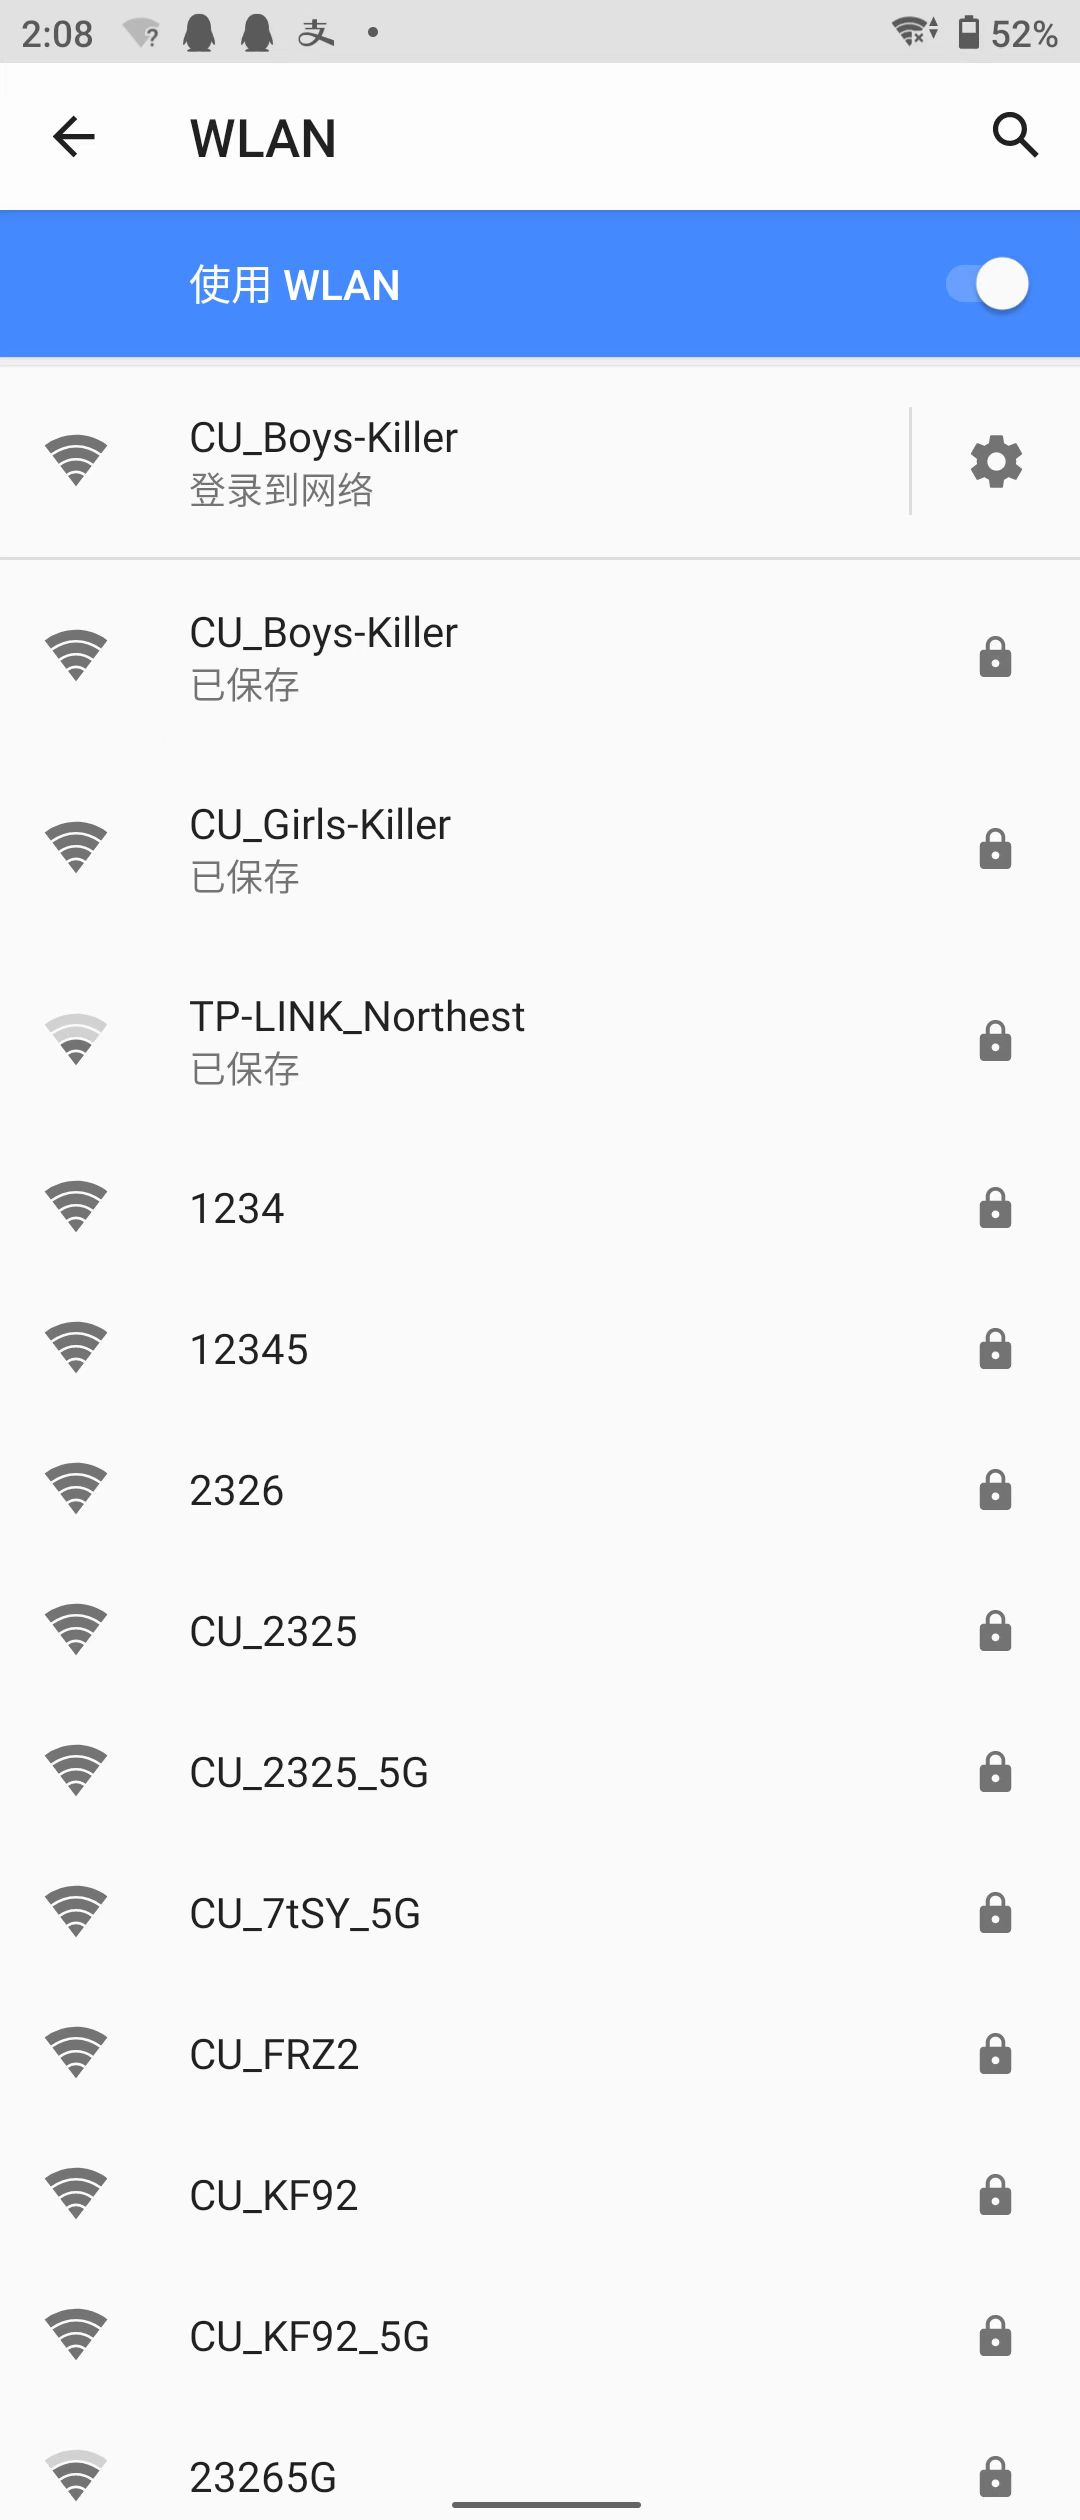 2:08
52%
WLAN
使用 WLAN
CU_Boys-Killer
登录到网络
CU_Boys-Killer
已保存
CU_Girls-Killer
已保存
TP-LINK_Northest
已保存
1234
12345
2326
CU_2325
CU_2325_5G
CU_7tSY_5G
CU_FRZ2
CU_KF92
CU_KF92_5G
23265G